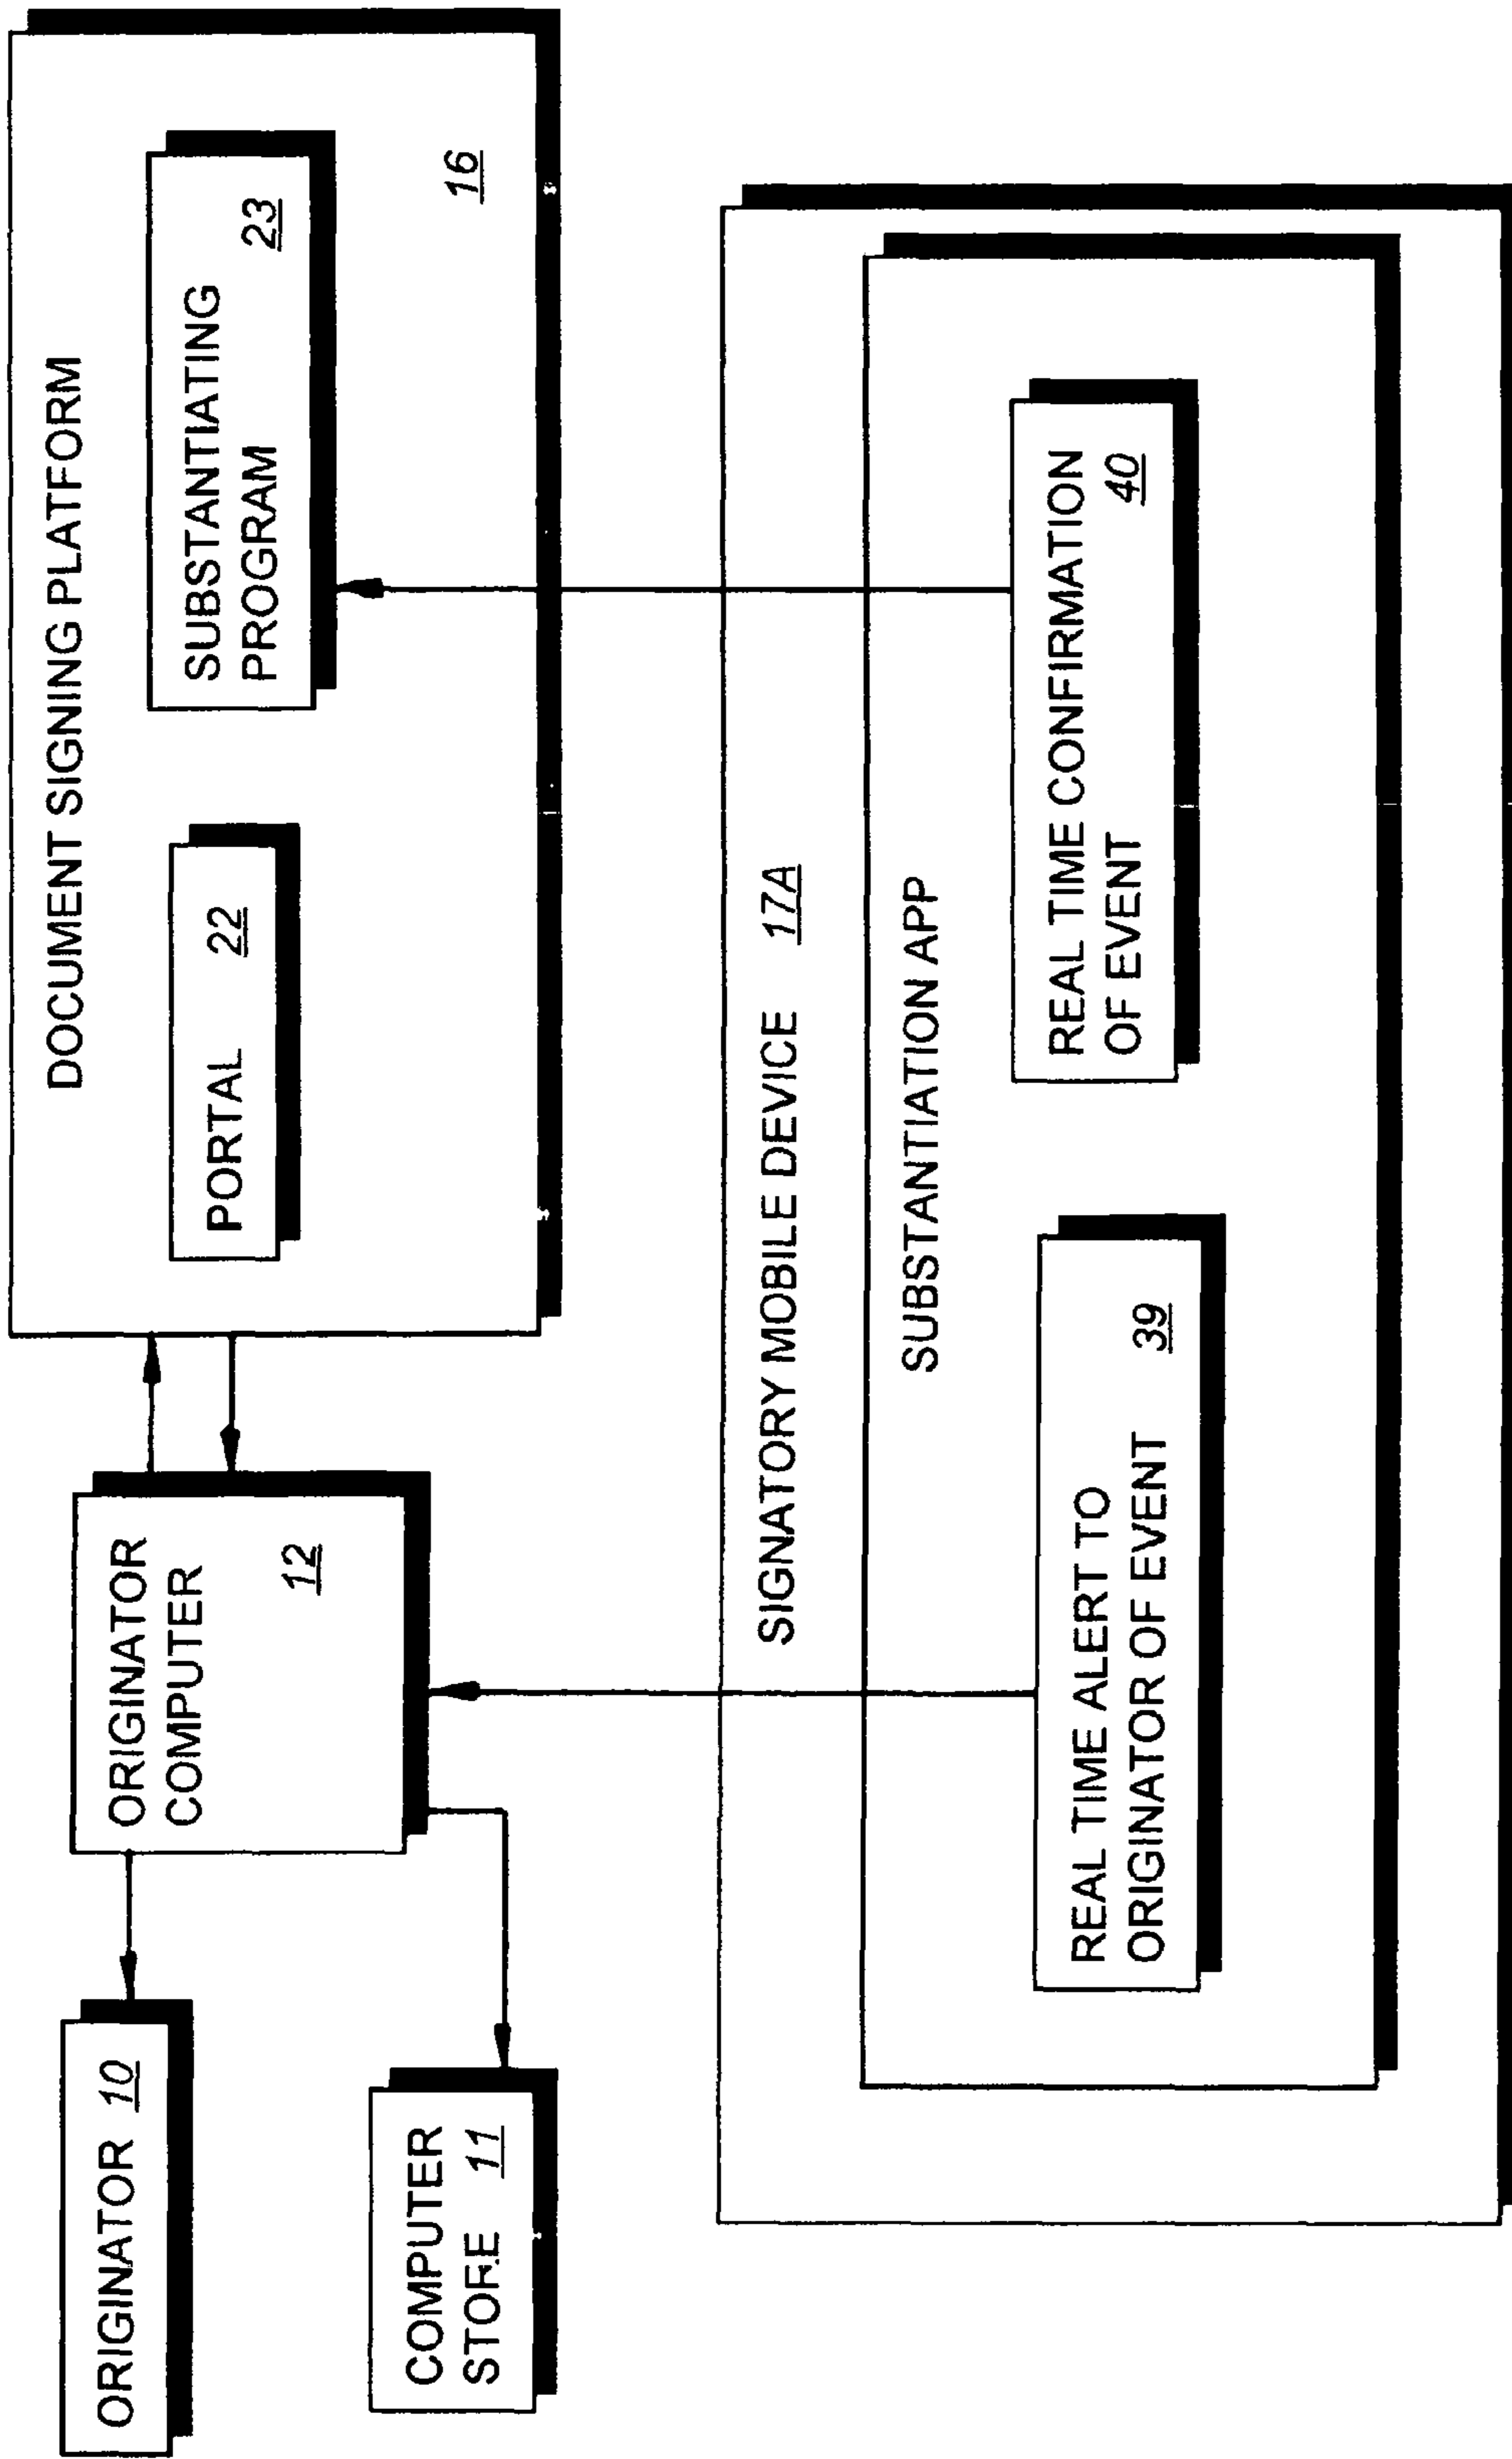 ORIGINATOR 10
COMPUTER
STORE 11
ORIGINATOR
COMPUTER
12
DOCUMENT SIGNING PLATFORM
PORTAL 22
SUBSTANTIATING
PROGRAM 23
16
SIGNATORY MOBILE DEVICE 17A
SUBSTANTIATION APP
REAL TIME ALERT TO
ORIGINATOR OF EVENT 39
REAL TIME CONFIRMATION
OF EVENT 40